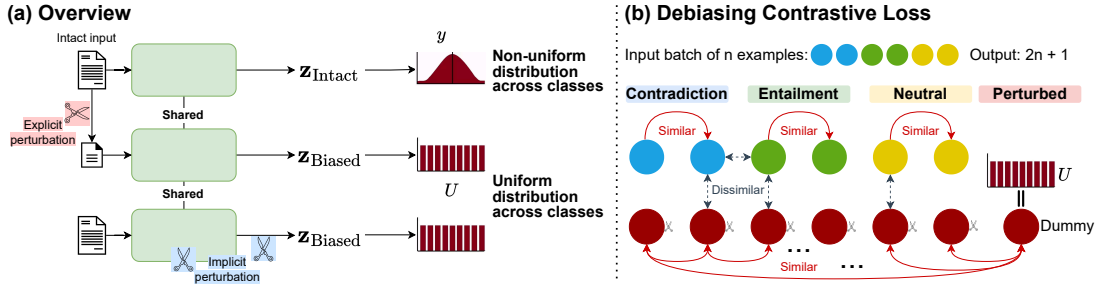 (a) Overview
Intact input
y
Z_Intact
Non-uniform
distribution
across classes
Shared
Explicit
perturbation
Z_Biased
U
Uniform
distribution
across classes
Shared
Z_Biased
Implicit
perturbation
(b) Debiasing Contrastive Loss
Input batch of n examples:
Output: 2n + 1
Contradiction
Entailment
Neutral
Perturbed
Similar
Similar
Similar
U
Dissimilar
Dummy
...
Similar
...